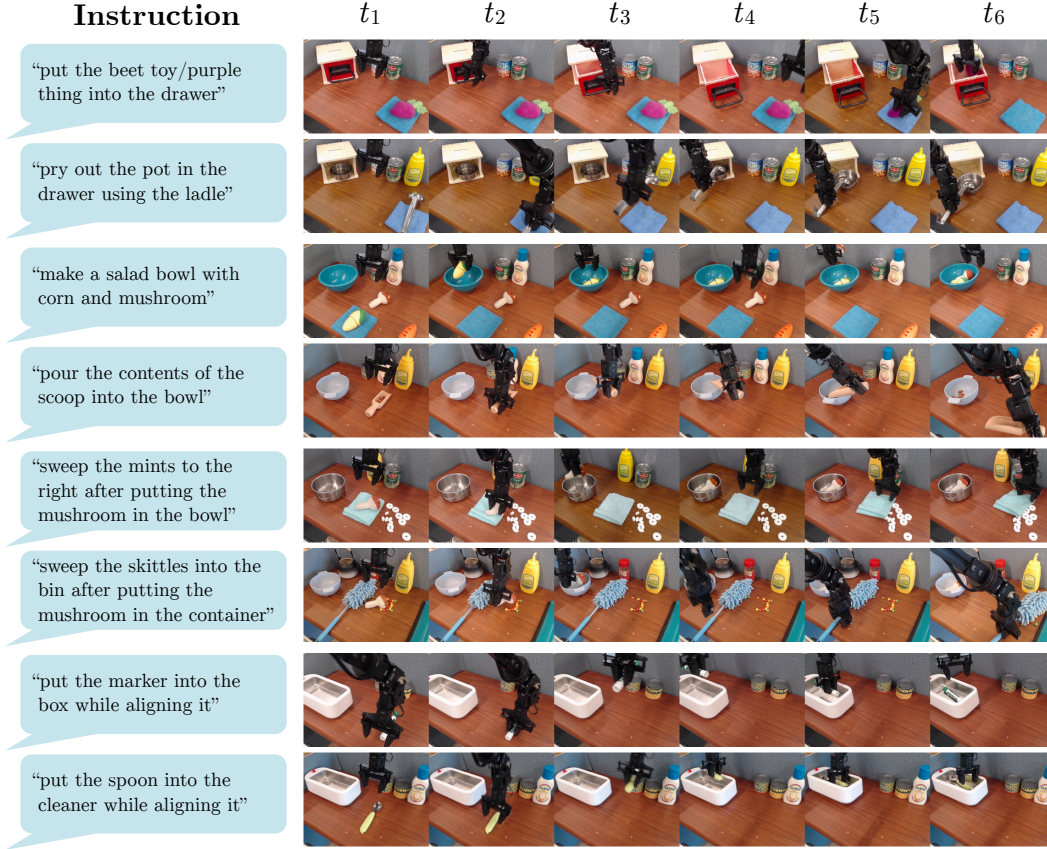 Instruction t1 t2 t3 t4 t5 t6
“put the beet toy/purple
thing into the drawer”
“pry out the pot in the
drawer using the ladle”
“make a salad bowl with
corn and mushroom”
“pour the contents of the
scoop into the bowl”
“sweep the mints to the
right after putting the
mushroom in the bowl”
“sweep the skittles into the
bin after putting the
mushroom in the container”
“put the marker into the
box while aligning it”
“put the spoon into the
cleaner while aligning it”